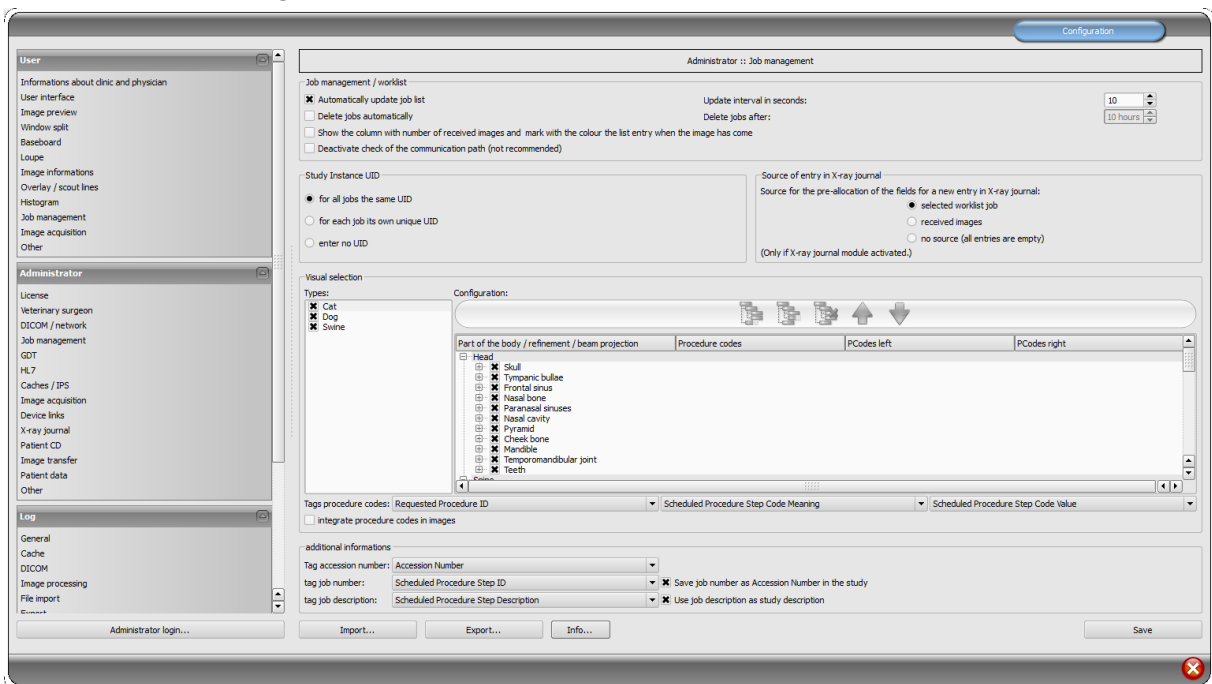 Configuration
User
Informations about clinic and physician
User interface
Image preview
Window split
Baseboard
Loupe
Image informations
Overlay / scout lines
Histogram
Job management
Image acquisition
Other
Administrator
License
Veterinary surgeon
DICOM / network
Job management
GDT
HL7
Caches / IPS
Image acquisition
Device links
X-ray journal
Patient CD
Image transfer
Patient data
Other
Log
General
Cache
DICOM
Image processing
File import
Export
Administrator login...
Administrator :: Job management
Job management / worklist
Automatically update job list Update interval in seconds: 10
Delete jobs automatically Delete jobs after: 10 hours
Show the column with number of received images and mark with the colour the list entry when the image has come
Deactivate check of the communication path (not recommended)
Study Instance UID
for all jobs the same UID
for each job its own unique UID
enter no UID
Source of entry in X-ray journal
Source for the pre-allocation of the fields for a new entry in X-ray journal:
selected worklist job
received images
no source (all entries are empty)
(Only if X-ray journal module activated.)
Visual selection
Types: Configuration:
Cat
Dog
Swine
Part of the body / refinement / beam projection Procedure codes PCodes left PCodes right
Head
Skull
Tympanic bullae
Frontal sinus
Nasal bone
Paranasal sinuses
Nasal cavity
Pyramid
Cheek bone
Mandible
Temporomandibular joint
Teeth
Spine
Tags procedure codes: Requested Procedure ID Scheduled Procedure Step Code Meaning Scheduled Procedure Step Code Value
integrate procedure codes in images
additional informations
Tag accession number: Accession Number
tag job number: Scheduled Procedure Step ID Save job number as Accession Number in the study
tag job description: Scheduled Procedure Step Description Use job description as study description
Import... Export... Info... Save